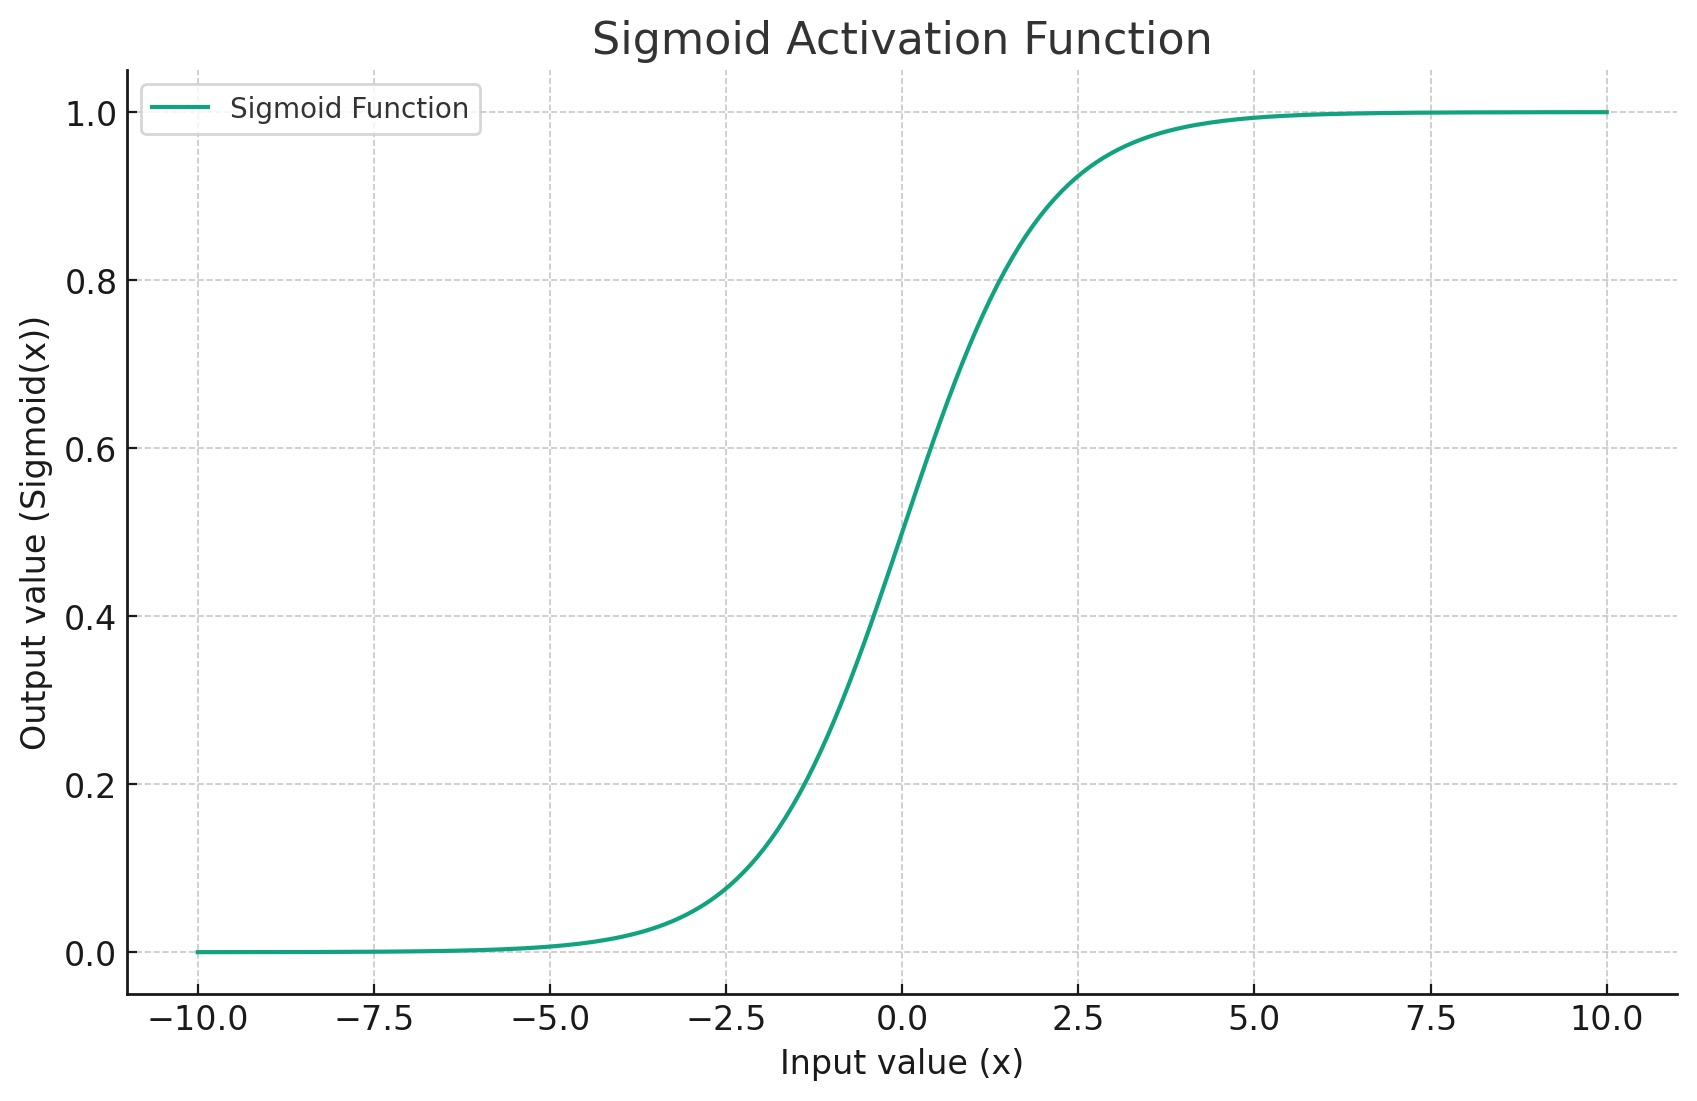 Sigmoid Activation Function
Sigmoid Function
1.0
0.8
0.6
0.4
0.2
0.0
Output value (Sigmoid(x))
−10.0 −7.5 −5.0 −2.5 0.0 2.5 5.0 7.5 10.0
Input value (x)